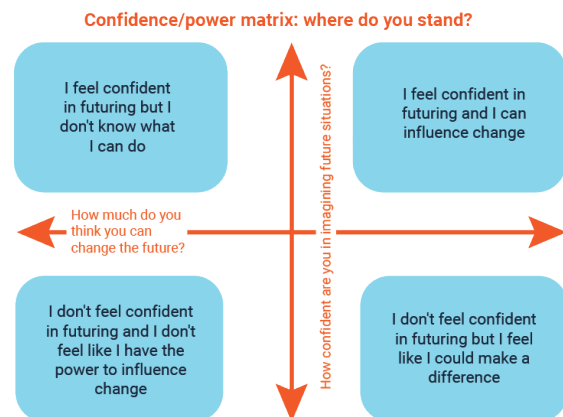 Confidence/power matrix: where do you stand?
I feel confident
in futuring but I
don't know what
I can do
How confident are you in imagining future situations?
I feel confident in
futuring and I can
influence change
How much do you
think you can
change the future?
I don't feel confident
in futuring and I don't
feel like I have the
power to influence
change
I don't feel confident
in futuring but I feel
like I could make a
difference